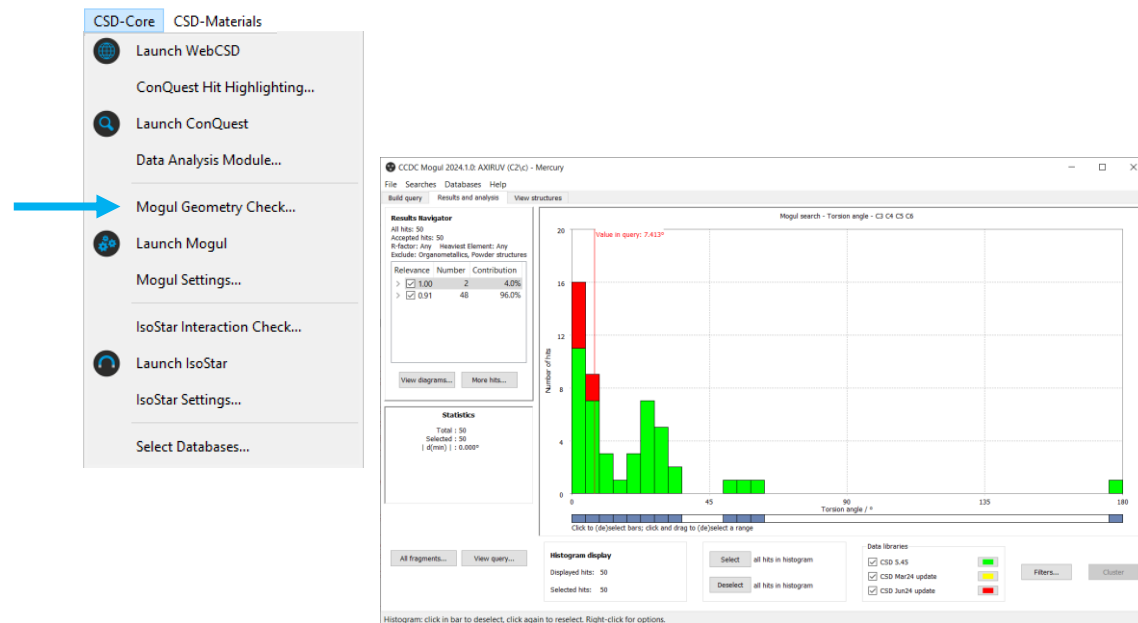 CSD-Core CSD-Materials
Launch WebCSD
ConQuest Hit Highlighting...
Launch ConQuest
Data Analysis Module...
Mogul Geometry Check...
Launch Mogul
Mogul Settings...
IsoStar Interaction Check...
Launch IsoStar
IsoStar Settings...
Select Databases...
CCDC Mogul 2024.1.0: AXIRUV (C2\c) - Mercury
File Searches Databases Help
Build query Results and analysis View structures
Results Navigator
All hits: 50
Accepted hits: 50
R-factor: Any Heaviest Element: Any
Exclude: Organometallics, Powder structures
Relevance Number Contribution
1.00 2 4.0%
0.91 48 96.0%
View diagrams... More hits...
Statistics
Total : 50
Selected : 50
| d(min) | : 0.000°
Mogul search - Torsion angle - C3 C4 C5 C6
Value in query: 7.413°
Number of hits
20
16
12
8
4
0
0 45 90 135 180
Torsion angle / °
Click to (de)select bars; click and drag to (de)select a range
All fragments... View query...
Histogram display
Displayed hits: 50
Selected hits: 50
Select all hits in histogram
Deselect all hits in histogram
Data libraries
CSD 5.45
CSD Mar24 update
CSD Jun24 update
Filters... Cluster
Histogram: click in bar to deselect, click again to reselect. Right-click for options.